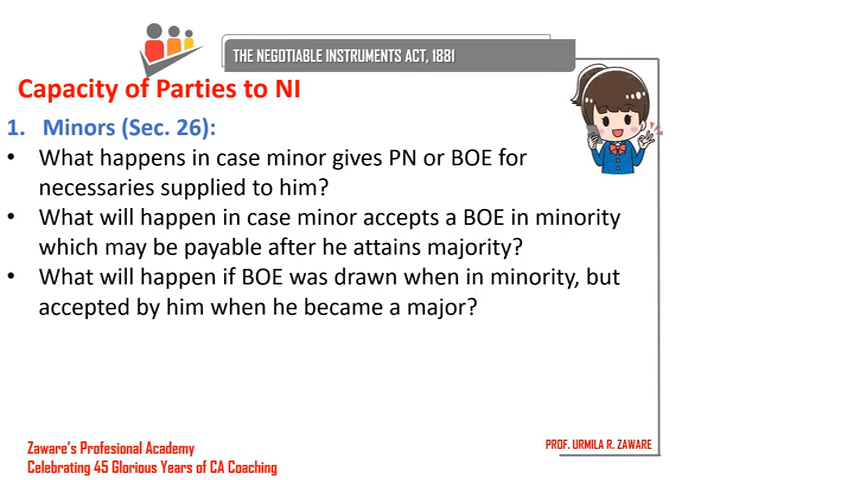 THE NEGOTIABLE INSTRUMENTS ACT, 1881
Capacity of Parties to NI
1. Minors (Sec. 26):
• What happens in case minor gives PN or BOE for
necessaries supplied to him?
• What will happen in case minor accepts a BOE in minority
which may be payable after he attains majority?
• What will happen if BOE was drawn when in minority, but
accepted by him when he became a major?
Zaware's Profesional Academy
Celebrating 45 Glorious Years of CA Coaching
PROF. URMILA R. ZAWARE